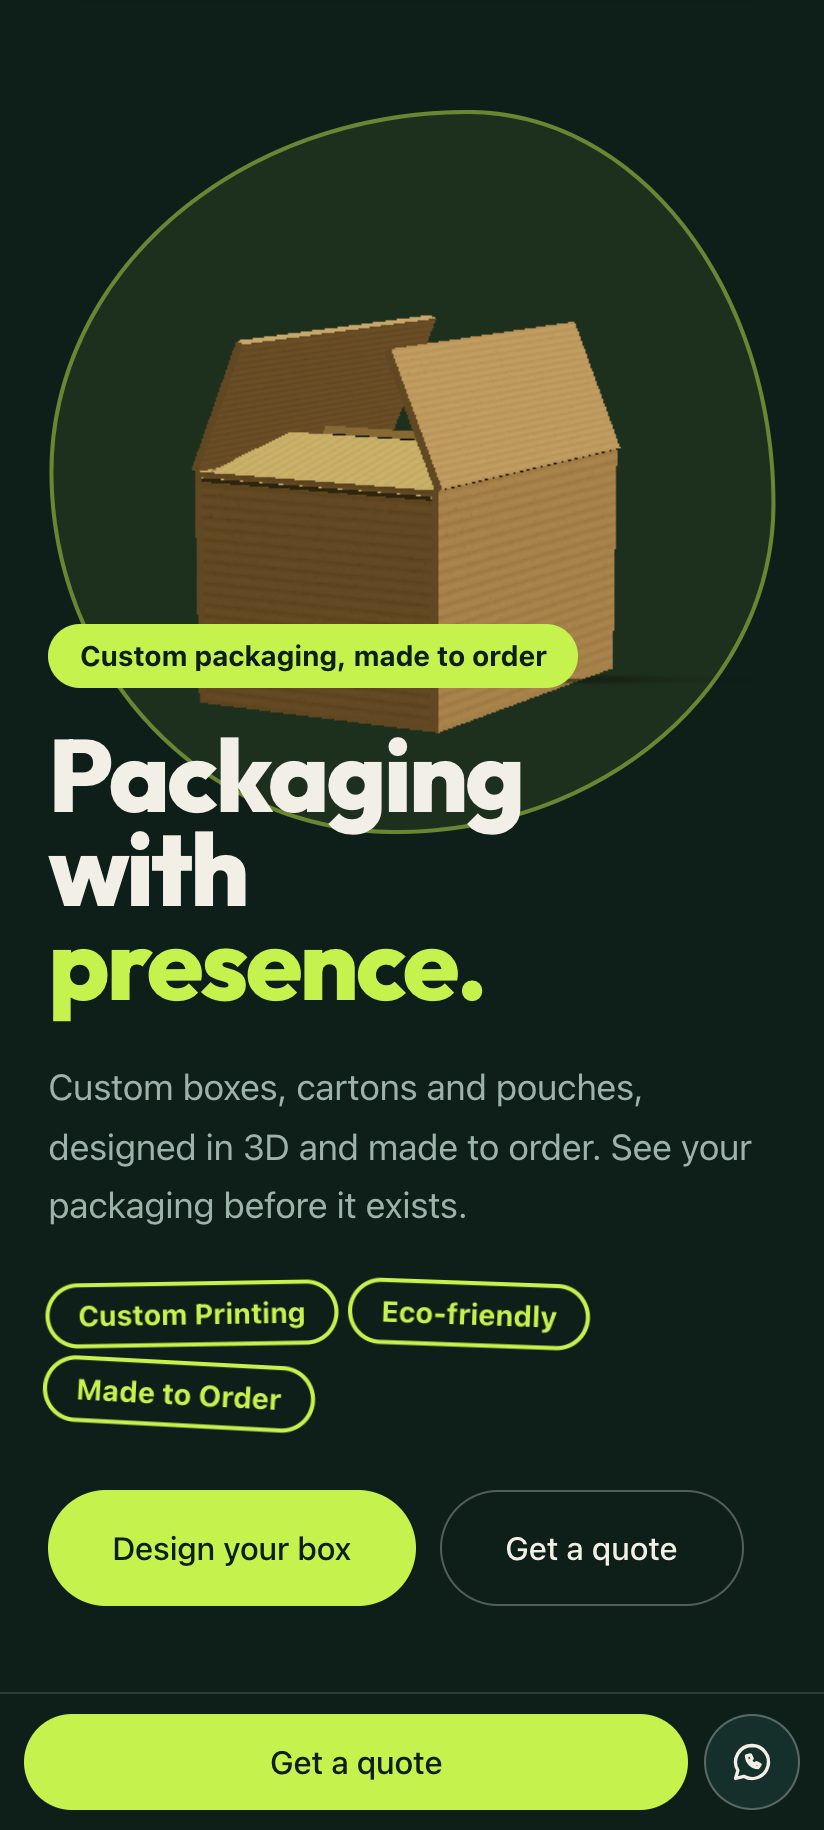 Custom packaging, made to order
Packaging
with
presence.
Custom boxes, cartons and pouches,
designed in 3D and made to order. See your
packaging before it exists.
Custom Printing
Eco-friendly
Made to Order
Design your box
Get a quote
Get a quote